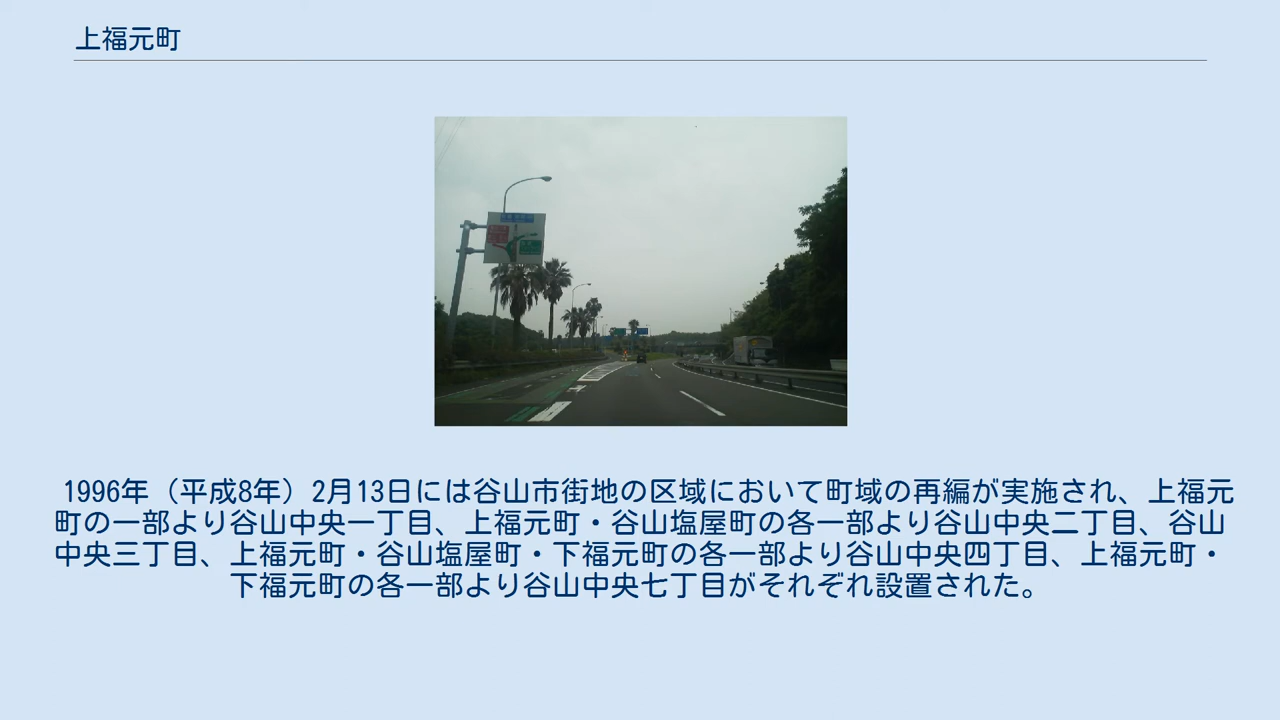 上福元町
1996年（平成8年）2月13日には谷山市街地の区域において町域の再編が実施され、上福元
町の一部より谷山中央一丁目、上福元町・谷山塩屋町の各一部より谷山中央二丁目、谷山
中央三丁目、上福元町・谷山塩屋町・下福元町の各一部より谷山中央四丁目、上福元町・
下福元町の各一部より谷山中央七丁目がそれぞれ設置された。